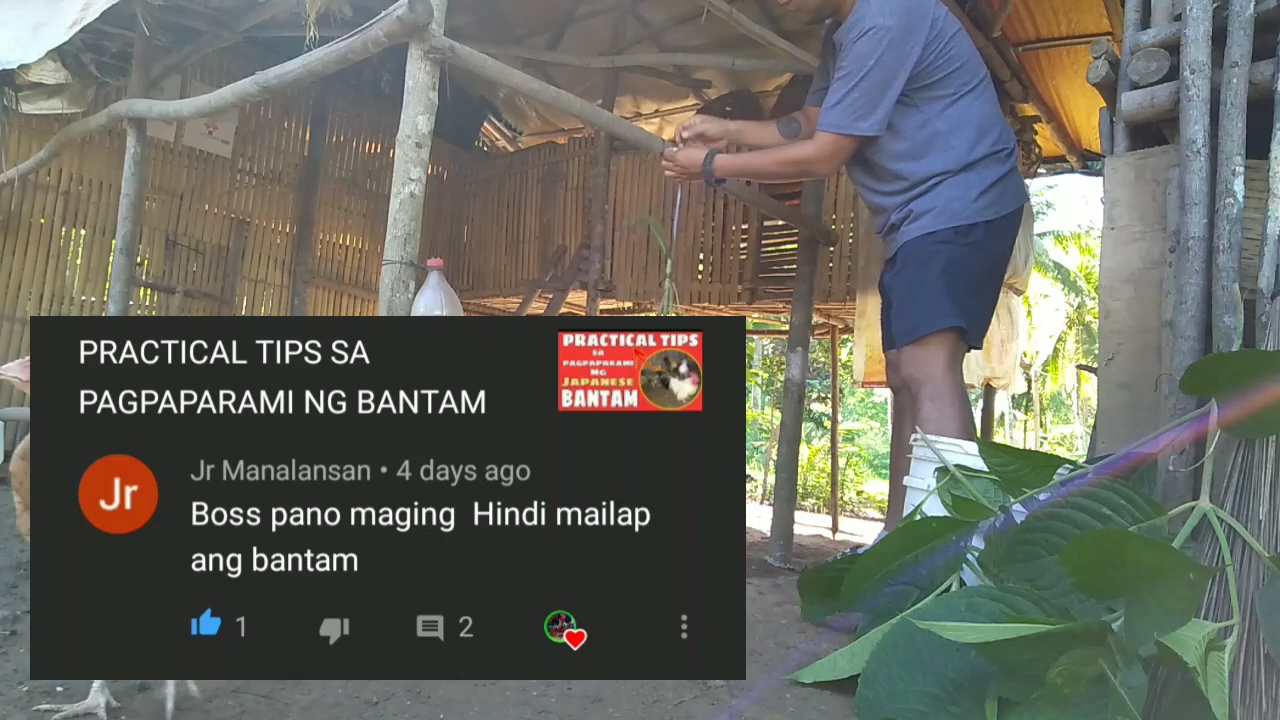 PRACTICAL TIPS SA
PAGPAPARAMI NG BANTAM
PRACTICAL TIPS
SA
PAGPAPARAMI
NG
JAPANESE
BANTAM
Jr
Jr Manalansan • 4 days ago
Boss pano maging Hindi mailap
ang bantam
1
2